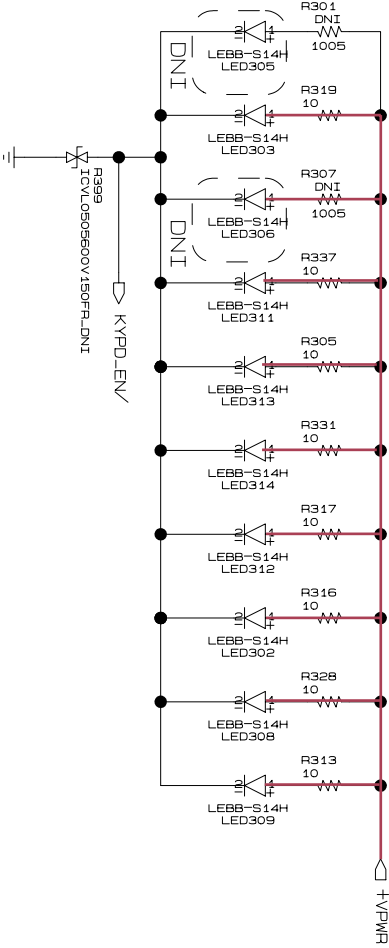 R301
DNI
1005
LEBB-S14H
LED305
DNI
R319
10
LEBB-S14H
LED303
R307
DNI
1005
LEBB-S14H
LED306
DNI
R399
ICVL0505600V150FR_DNI
KYPD_EN/
R337
10
LEBB-S14H
LED311
R305
10
LEBB-S14H
LED313
R331
10
LEBB-S14H
LED314
R317
10
LEBB-S14H
LED312
R316
10
LEBB-S14H
LED302
R328
10
LEBB-S14H
LED308
R313
10
LEBB-S14H
LED309
+VPWR